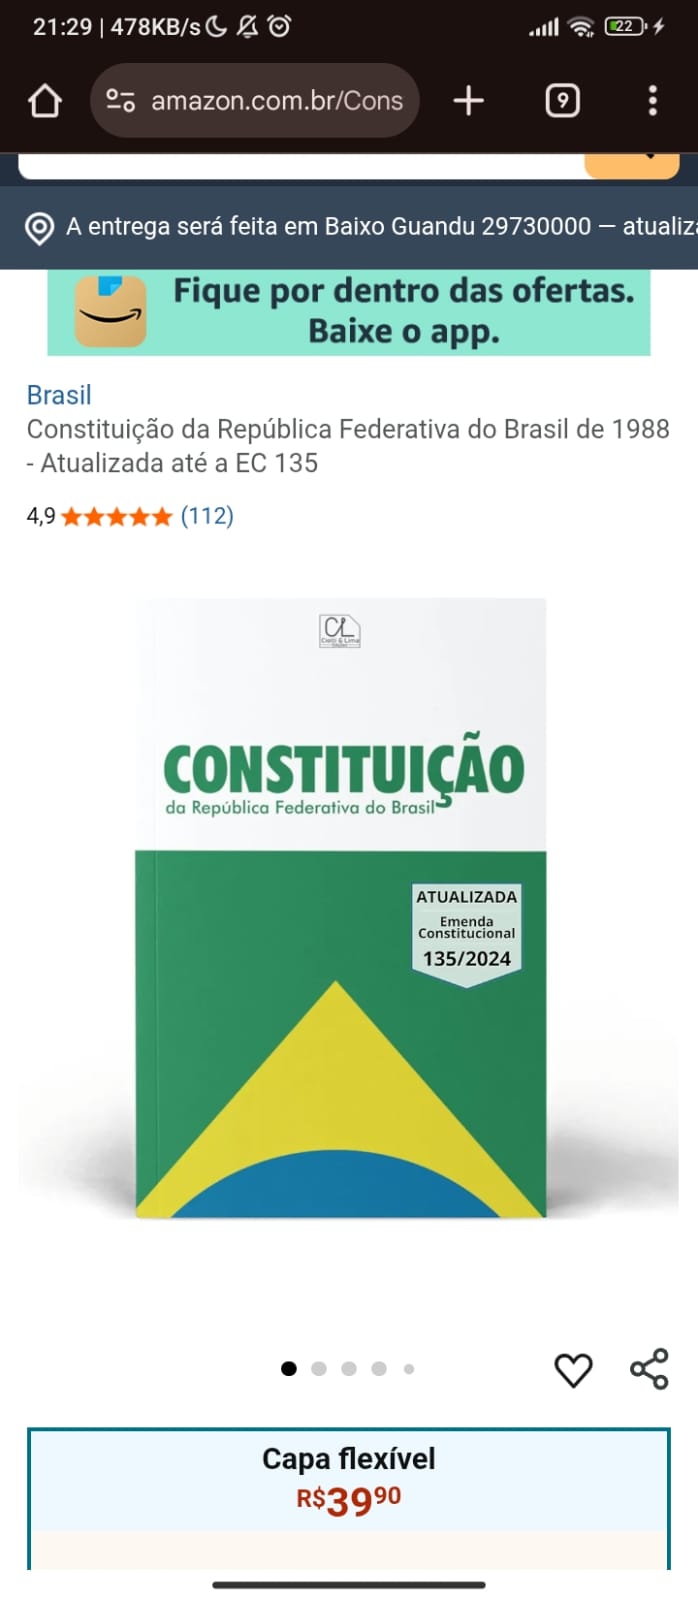 21:29 | 478KB/s
22
amazon.com.br/Cons
9
A entrega será feita em Baixo Guandu 29730000 — atualiz
Fique por dentro das ofertas.
Baixe o app.
Brasil
Constituição da República Federativa do Brasil de 1988
- Atualizada até a EC 135
4,9 (112)
CL
CONSTITUIÇÃO
da República Federativa do Brasil
ATUALIZADA
Emenda
Constitucional
135/2024
Capa flexível
R$3990